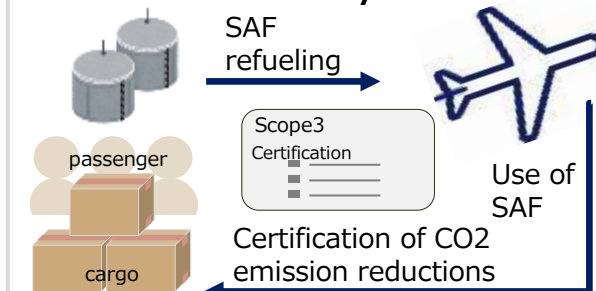 SAF
refueling
Scope3
Certification
passenger
Use of
SAF
Certification of CO2
emission reductions
cargo